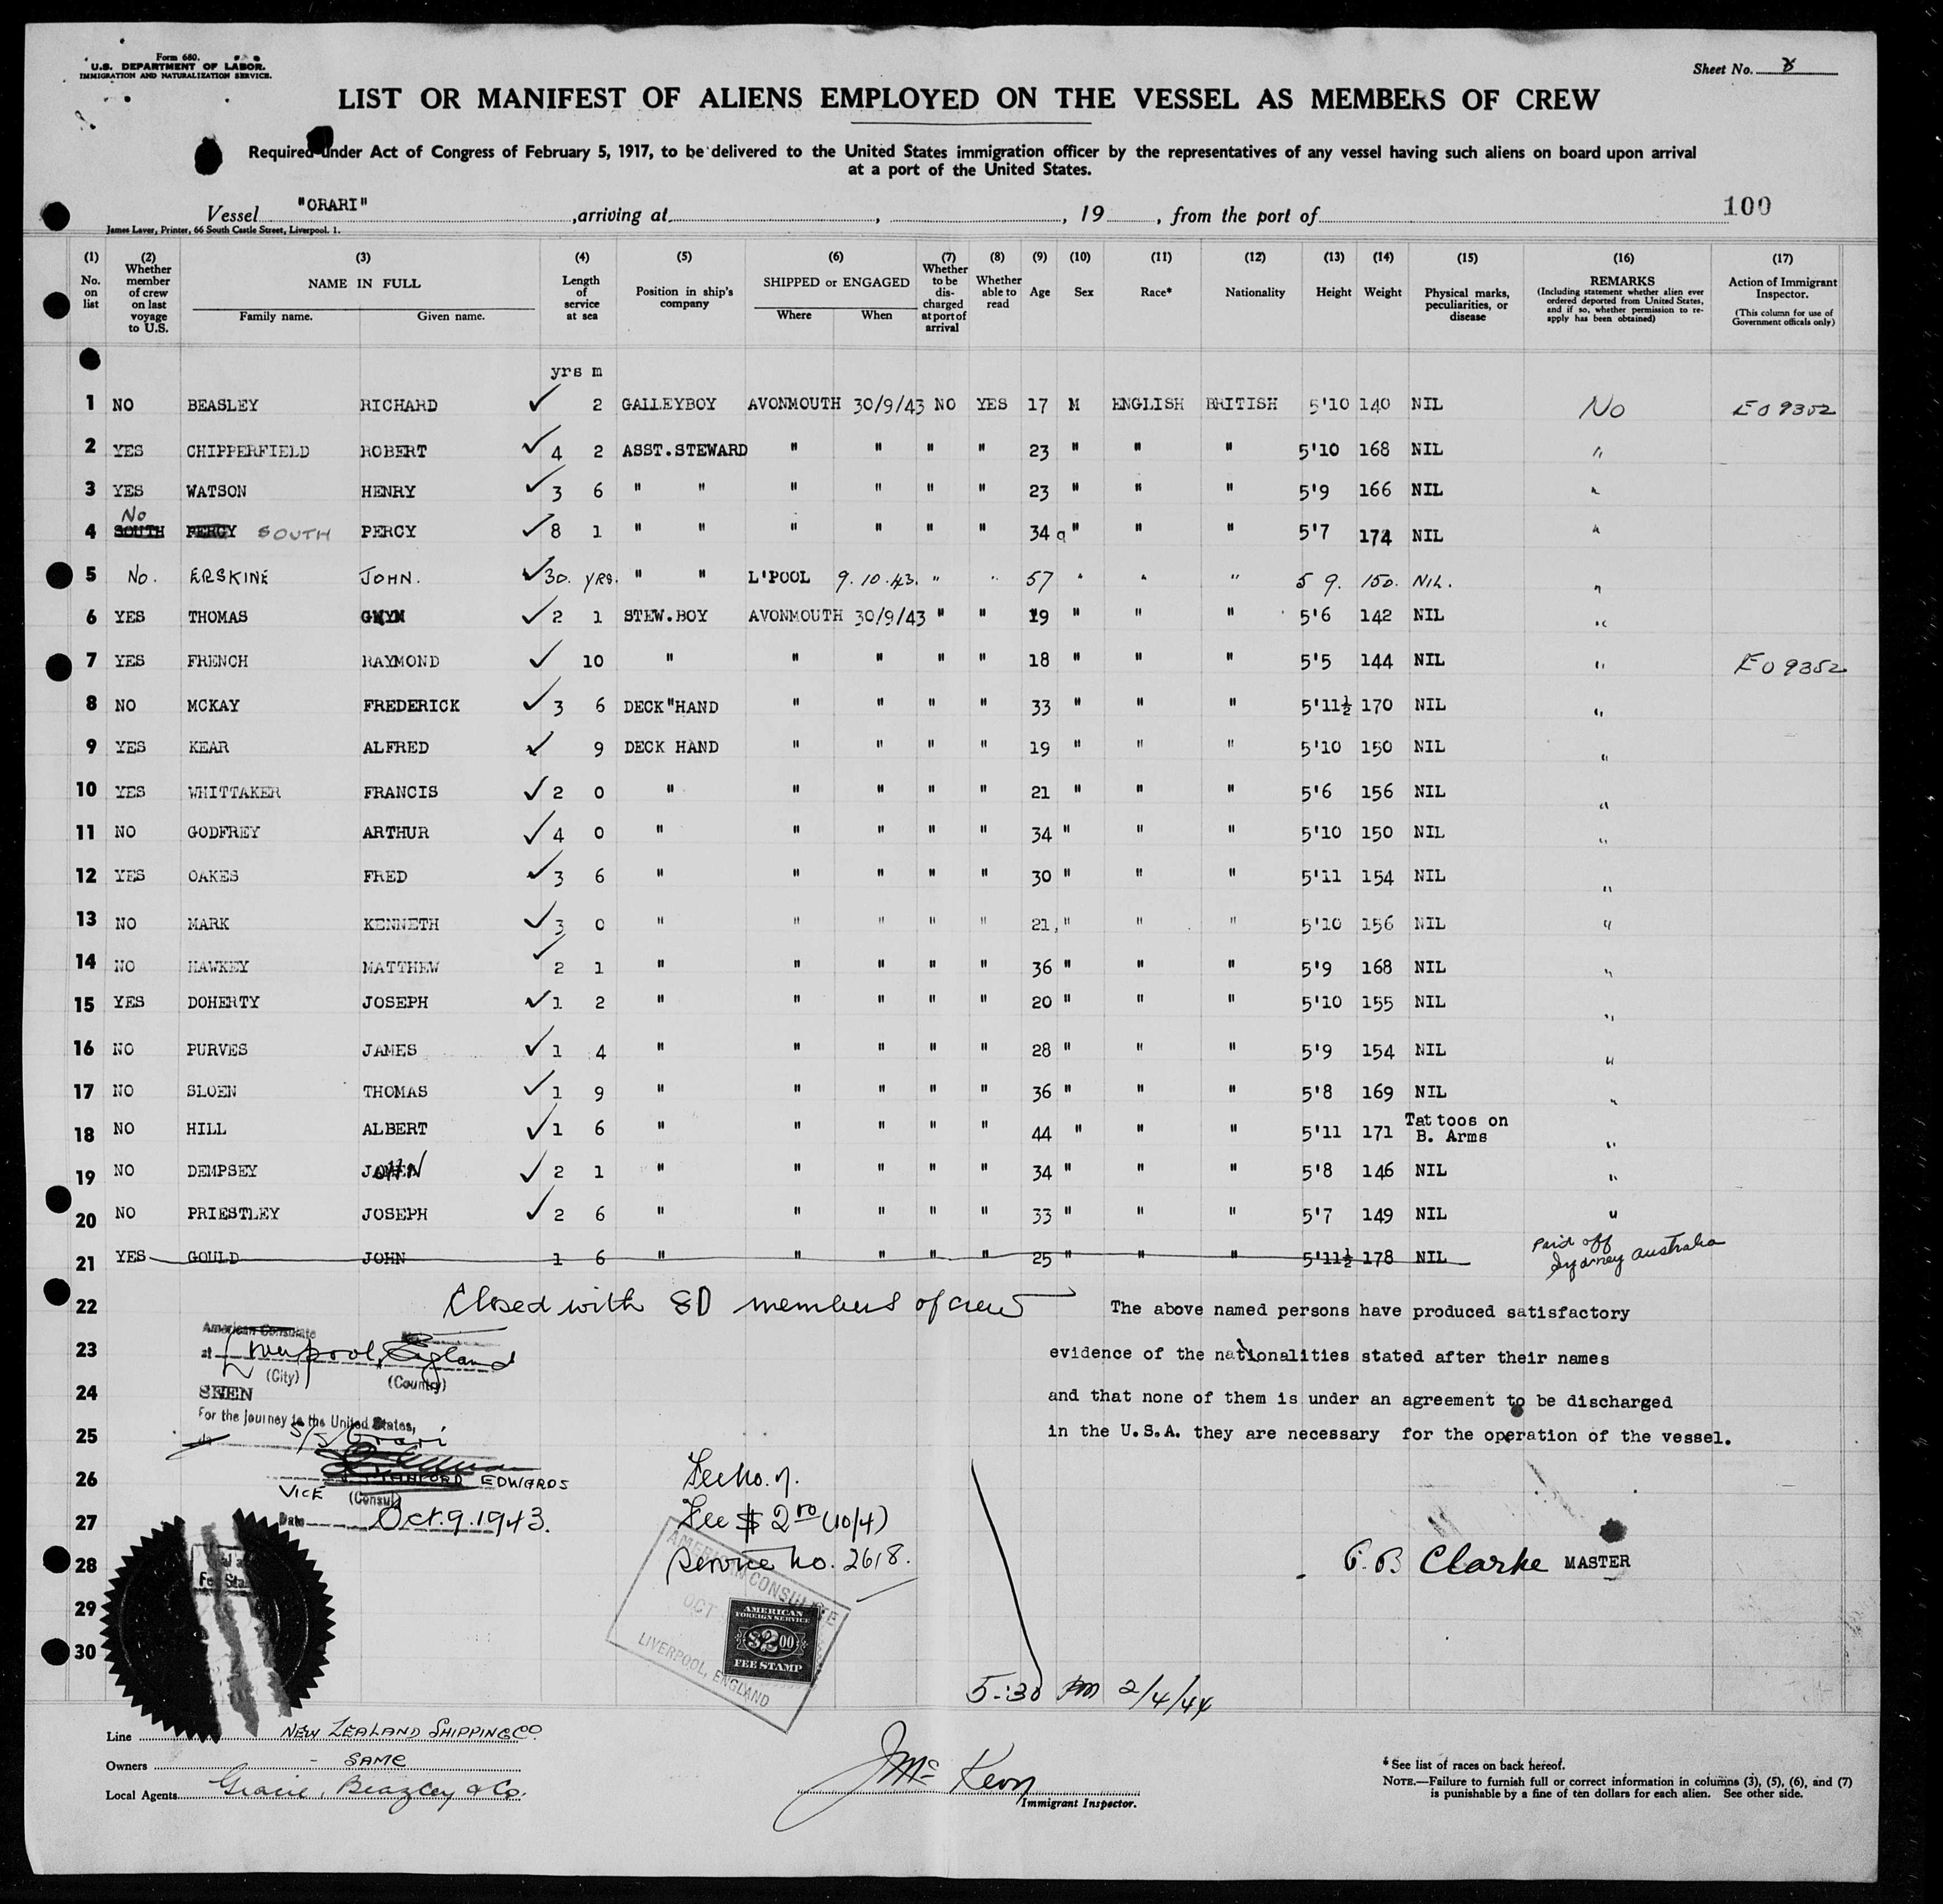 Form 680.
U.S. DEPARTMENT OF LABOR.
IMMIGRATION AND NATURALIZATION SERVICE.
Sheet No.
LIST OR MANIFEST OF ALIENS EMPLOYED ON THE VESSEL AS MEMBERS OF CREW
Required under Act of Congress of February 5, 1917, to be delivered to the United States immigration officer by the representatives of any vessel having such aliens on board upon arrival
at a port of the United States.
Vessel "ORARI" , arriving at , , 19 , from the port of 100
James Laver, Printer, 66 South Castle Street, Liverpool. 1.
(1) No. on list
(2) Whether member of crew on last voyage to U.S.
(3) NAME IN FULL Family name. Given name.
(4) Length of service at sea
(5) Position in ship's company
(6) SHIPPED or ENGAGED Where When
(7) Whether to be discharged at port of arrival
(8) Whether able to read
(9) Age
(10) Sex
(11) Race*
(12) Nationality
(13) Height
(14) Weight
(15) Physical marks, peculiarities, or disease
(16) REMARKS (Including statement whether alien ever ordered deported from United States, and if so, whether permission to re-apply has been obtained)
(17) Action of Immigrant Inspector. (This column for use of Government officals only)
yrs m
1 NO BEASLEY RICHARD ✓ 2 GALLEYBOY AVONMOUTH 30/9/43 NO YES 17 M ENGLISH BRITISH 5'10 140 NIL No EO 9352
2 YES CHIPPERFIELD ROBERT ✓ 4 2 ASST.STEWARD " " " " 23 " " " 5'10 168 NIL "
3 YES WATSON HENRY ✓ 3 6 " " " " " " 23 " " " 5'9 166 NIL "
4 No SOUTH PERCY SOUTH PERCY ✓ 8 1 " " " " " " 34 " " " 5'7 174 NIL "
5 No. ERSKINE JOHN. ✓ 30. YRS. " " L'POOL 9.10.43. " " 57 " " " 5 9. 150. NIL. "
6 YES THOMAS ✓ 2 1 STEW.BOY AVONMOUTH 30/9/43 " " 19 " " " 5'6 142 NIL "
7 YES FRENCH RAYMOND ✓ 10 " " " " " 18 " " " 5'5 144 NIL " EO 9352
8 NO MCKAY FREDERICK ✓ 3 6 DECK"HAND " " " " 33 " " " 5'11½ 170 NIL "
9 YES KEAR ALFRED ✓ 9 DECK HAND " " " " 19 " " " 5'10 150 NIL "
10 YES WHITTAKER FRANCIS ✓ 2 0 " " " " " 21 " " " 5'6 156 NIL "
11 NO GODFREY ARTHUR ✓ 4 0 " " " " " 34 " " " 5'10 150 NIL "
12 YES OAKES FRED ✓ 3 6 " " " " " 30 " " " 5'11 154 NIL "
13 NO MARK KENNETH ✓ 3 0 " " " " " 21 " " " 5'10 156 NIL "
14 NO HAWKEY MATTHEW ✓ 2 1 " " " " " 36 " " " 5'9 168 NIL "
15 YES DOHERTY JOSEPH ✓ 1 2 " " " " " 20 " " " 5'10 155 NIL "
16 NO PURVES JAMES ✓ 1 4 " " " " " 28 " " " 5'9 154 NIL "
17 NO SLOEN THOMAS ✓ 1 9 " " " " " 36 " " " 5'8 169 NIL "
18 NO HILL ALBERT ✓ 1 6 " " " " " 44 " " " 5'11 171 Tattoos on B. Arms "
19 NO DEMPSEY JOHN ✓ 2 1 " " " " " 34 " " " 5'8 146 NIL "
20 NO PRIESTLEY JOSEPH ✓ 2 6 " " " " " 33 " " " 5'7 149 NIL "
21 YES GOULD JOHN 1 6 " " " " " 25 " " " 5'11½ 178 NIL Paid off Sydney Australia
22 Closed with 80 members of crew The above named persons have produced satisfactory
American Consulate
23 at Liverpool, England evidence of the nationalities stated after their names
(City) (Country)
24 SEEN and that none of them is under an agreement to be discharged
For the journey to the United States,
25 S/S Orari in the U.S.A. they are necessary for the operation of the vessel.
26 EDWARDS
VICE (Consul)
27 Date Oct. 9. 1943.
Fee $ 2.00 (10/4)
28 Service No. 2618.
29
30
AMERICAN CONSULATE
OCT
LIVERPOOL, ENGLAND
AMERICAN
FOREIGN SERVICE
$2.00
FEE STAMP
Clarke MASTER
5:30 PM 2/4/44
Line NEW ZEALAND SHIPPING CO.
Owners - SAME
Local Agents Gracie, Beazley & Co.
J Mc Keon
Immigrant Inspector.
* See list of races on back hereof.
NOTE.—Failure to furnish full or correct information in columns (3), (5), (6), and (7)
is punishable by a fine of ten dollars for each alien. See other side.